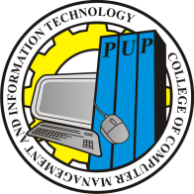 COLLEGE OF COMPUTER MANAGEMENT AND INFORMATION TECHNOLOGY
PUP